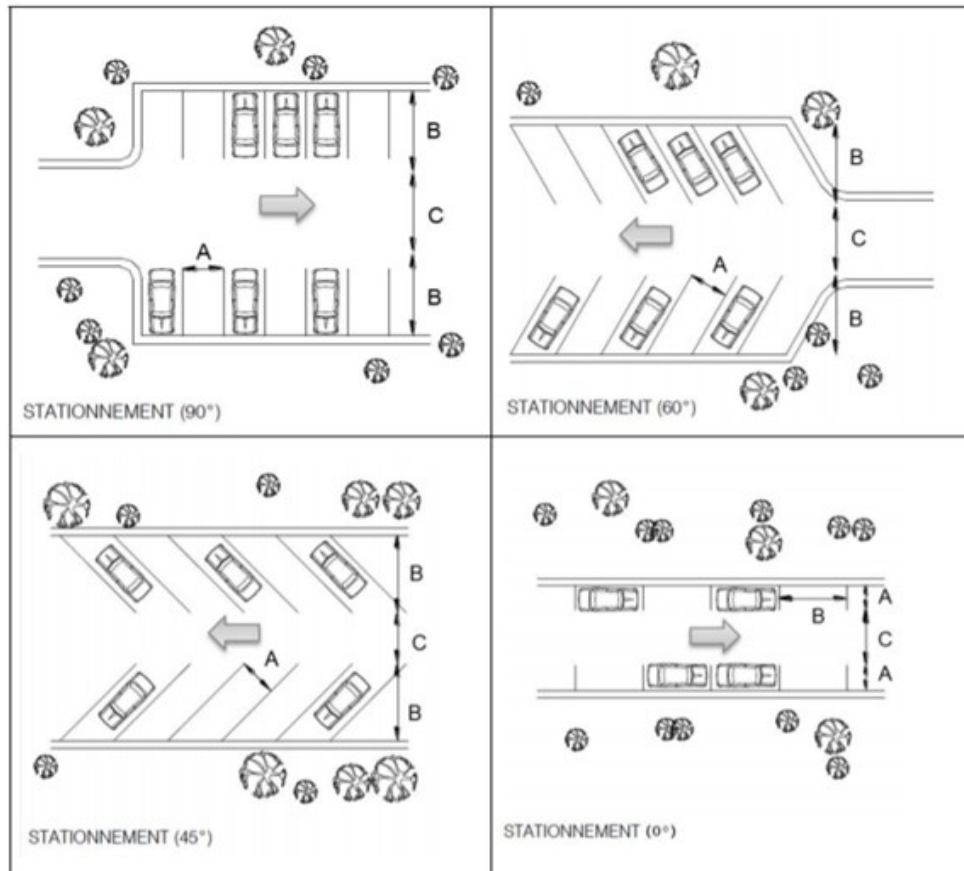 B
C
A
B
STATIONNEMENT (90°)
B
C
A
B
STATIONNEMENT (60°)
B
C
A
B
STATIONNEMENT (45°)
A
B
C
A
STATIONNEMENT (0°)